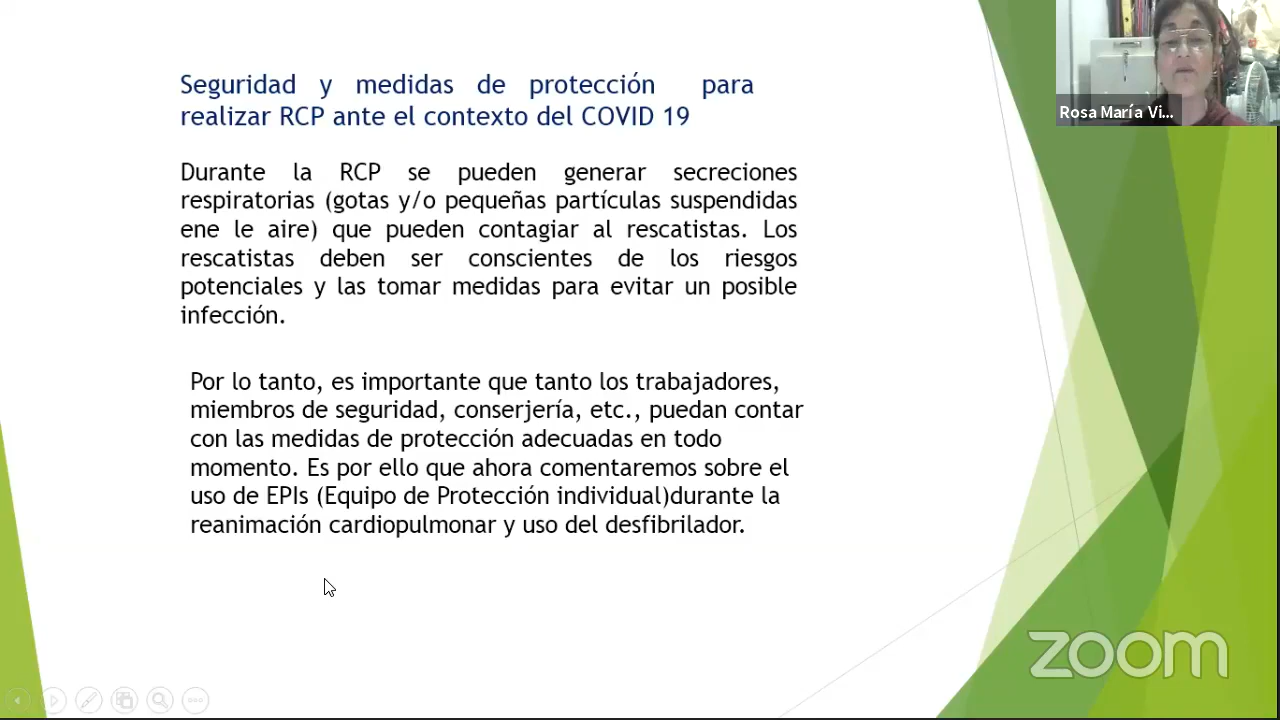 Seguridad y medidas de protección para
realizar RCP ante el contexto del COVID 19
Durante la RCP se pueden generar secreciones
respiratorias (gotas y/o pequeñas partículas suspendidas
ene le aire) que pueden contagiar al rescatistas. Los
rescatistas deben ser conscientes de los riesgos
potenciales y las tomar medidas para evitar un posible
infección.
Por lo tanto, es importante que tanto los trabajadores,
miembros de seguridad, conserjería, etc., puedan contar
con las medidas de protección adecuadas en todo
momento. Es por ello que ahora comentaremos sobre el
uso de EPIs (Equipo de Protección individual)durante la
reanimación cardiopulmonar y uso del desfibrilador.
Rosa María Vi...
zoom